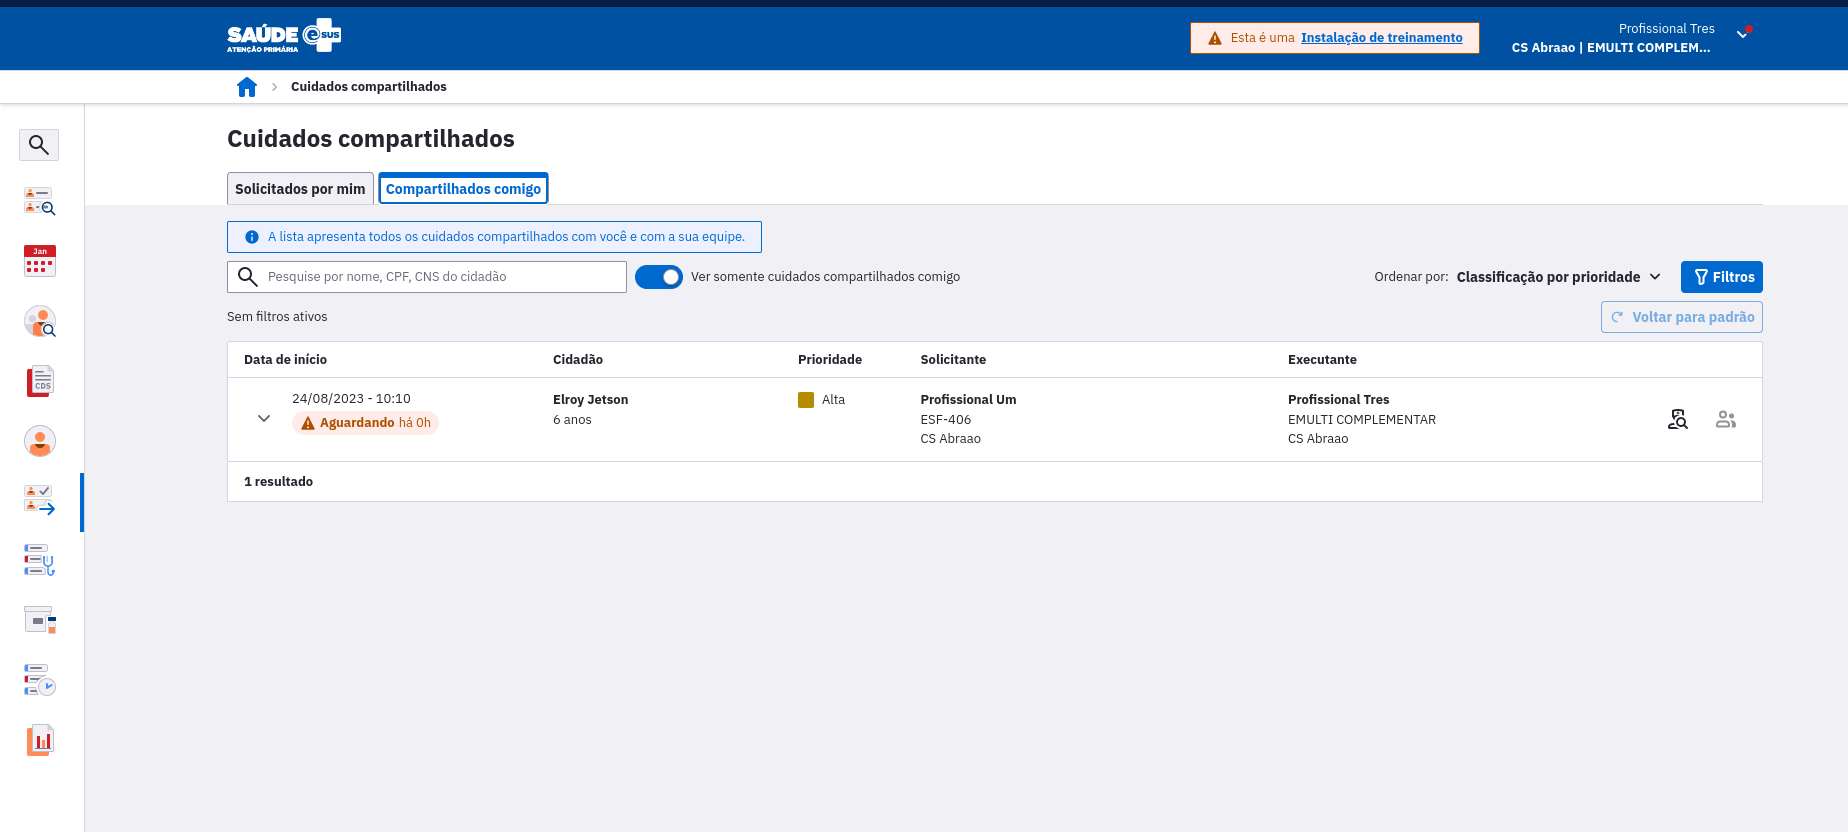 SAÚDE e SUS
ATENÇÃO PRIMÁRIA
Esta é uma Instalação de treinamento
Profissional Tres
CS Abraao | EMULTI COMPLEM...
Cuidados compartilhados
Cuidados compartilhados
Solicitados por mim
Compartilhados comigo
A lista apresenta todos os cuidados compartilhados com você e com a sua equipe.
Pesquise por nome, CPF, CNS do cidadão
Ver somente cuidados compartilhados comigo
Ordenar por: Classificação por prioridade
Filtros
Sem filtros ativos
Voltar para padrão
Data de início Cidadão Prioridade Solicitante Executante
24/08/2023 - 10:10
Aguardando há 0h
Elroy Jetson
6 anos
Alta
Profissional Um
ESF-406
CS Abraao
Profissional Tres
EMULTI COMPLEMENTAR
CS Abraao
1 resultado
Jan
CDS